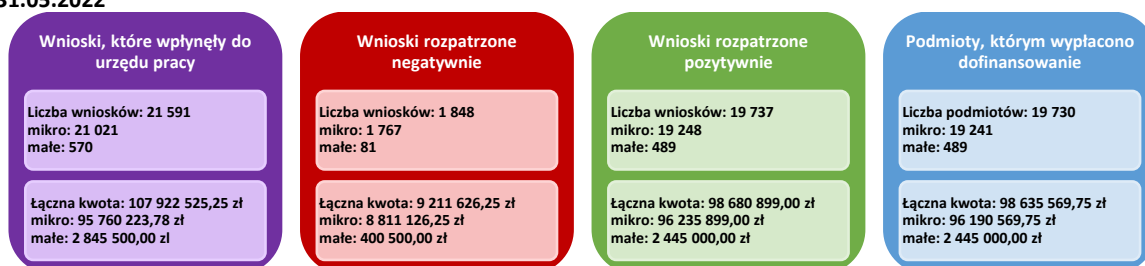 31.05.2022
Wnioski, które wpłynęły do
urzędu pracy
Liczba wniosków: 21 591
mikro: 21 021
małe: 570
Łączna kwota: 107 922 525,25 zł
mikro: 95 760 223,78 zł
małe: 2 845 500,00 zl
Wnioski rozpatrzone
negatywnie
Liczba wniosków: 1 848
mikro: 1 767
małe: 81
Łączna kwota: 9 211 626,25 zł
mikro: 8 811 126,25 zł
małe: 400 500,00 zł
Wnioski rozpatrzone
pozytywnie
Liczba wniosków: 19 737
mikro: 19 248
małe: 489
Łączna kwota: 98 680 899,00 zł
mikro: 96 235 899,00 zł
małe: 2 445 000,00 zł
Podmioty, którym wypłacono
dofinansowanie
Liczba podmiotów: 19 730
mikro: 19 241
małe: 489
Łączna kwota: 98 635 569,75 zł
mikro: 96 190 569,75 zł
małe: 2 445 000,00 zł